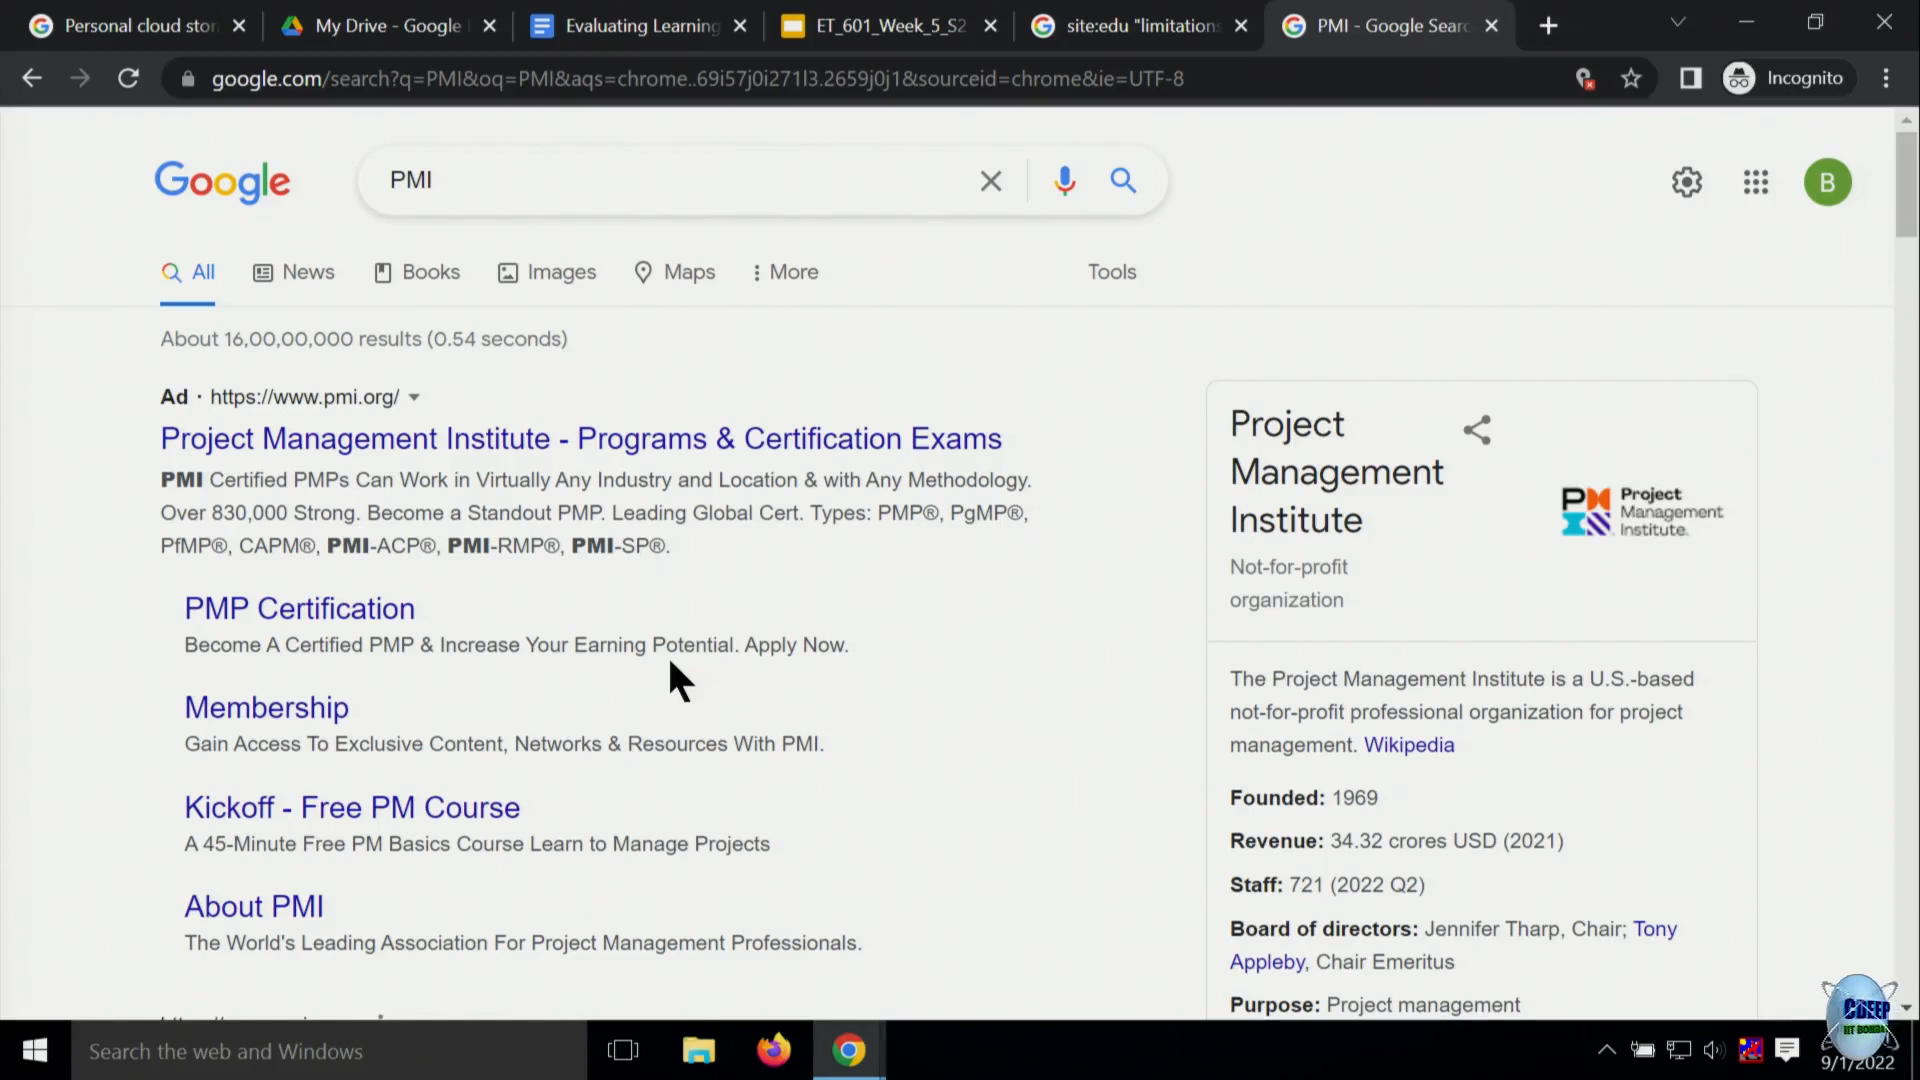 Personal cloud stor
My Drive - Google
Evaluating Learning
ET_601_Week_5_S2
site:edu "limitations
PMI - Google Searc
google.com/search?q=PMI&oq=PMI&aqs=chrome..69i57j0i271l3.2659j0j1&sourceid=chrome&ie=UTF-8
Incognito
Google
PMI
B
All
News
Books
Images
Maps
More
Tools
About 16,00,00,000 results (0.54 seconds)
Ad · https://www.pmi.org/
Project Management Institute - Programs & Certification Exams
PMI Certified PMPs Can Work in Virtually Any Industry and Location & with Any Methodology.
Over 830,000 Strong. Become a Standout PMP. Leading Global Cert. Types: PMP®, PgMP®,
PfMP®, CAPM®, PMI-ACP®, PMI-RMP®, PMI-SP®.
PMP Certification
Become A Certified PMP & Increase Your Earning Potential. Apply Now.
Membership
Gain Access To Exclusive Content, Networks & Resources With PMI.
Kickoff - Free PM Course
A 45-Minute Free PM Basics Course Learn to Manage Projects
About PMI
The World's Leading Association For Project Management Professionals.
Project
Management
Institute
Project
Management
Institute.
Not-for-profit
organization
The Project Management Institute is a U.S.-based
not-for-profit professional organization for project
management. Wikipedia
Founded: 1969
Revenue: 34.32 crores USD (2021)
Staff: 721 (2022 Q2)
Board of directors: Jennifer Tharp, Chair; Tony
Appleby, Chair Emeritus
Purpose: Project management
CDEEP
IIT BOMBAY
Search the web and Windows
9/1/2022